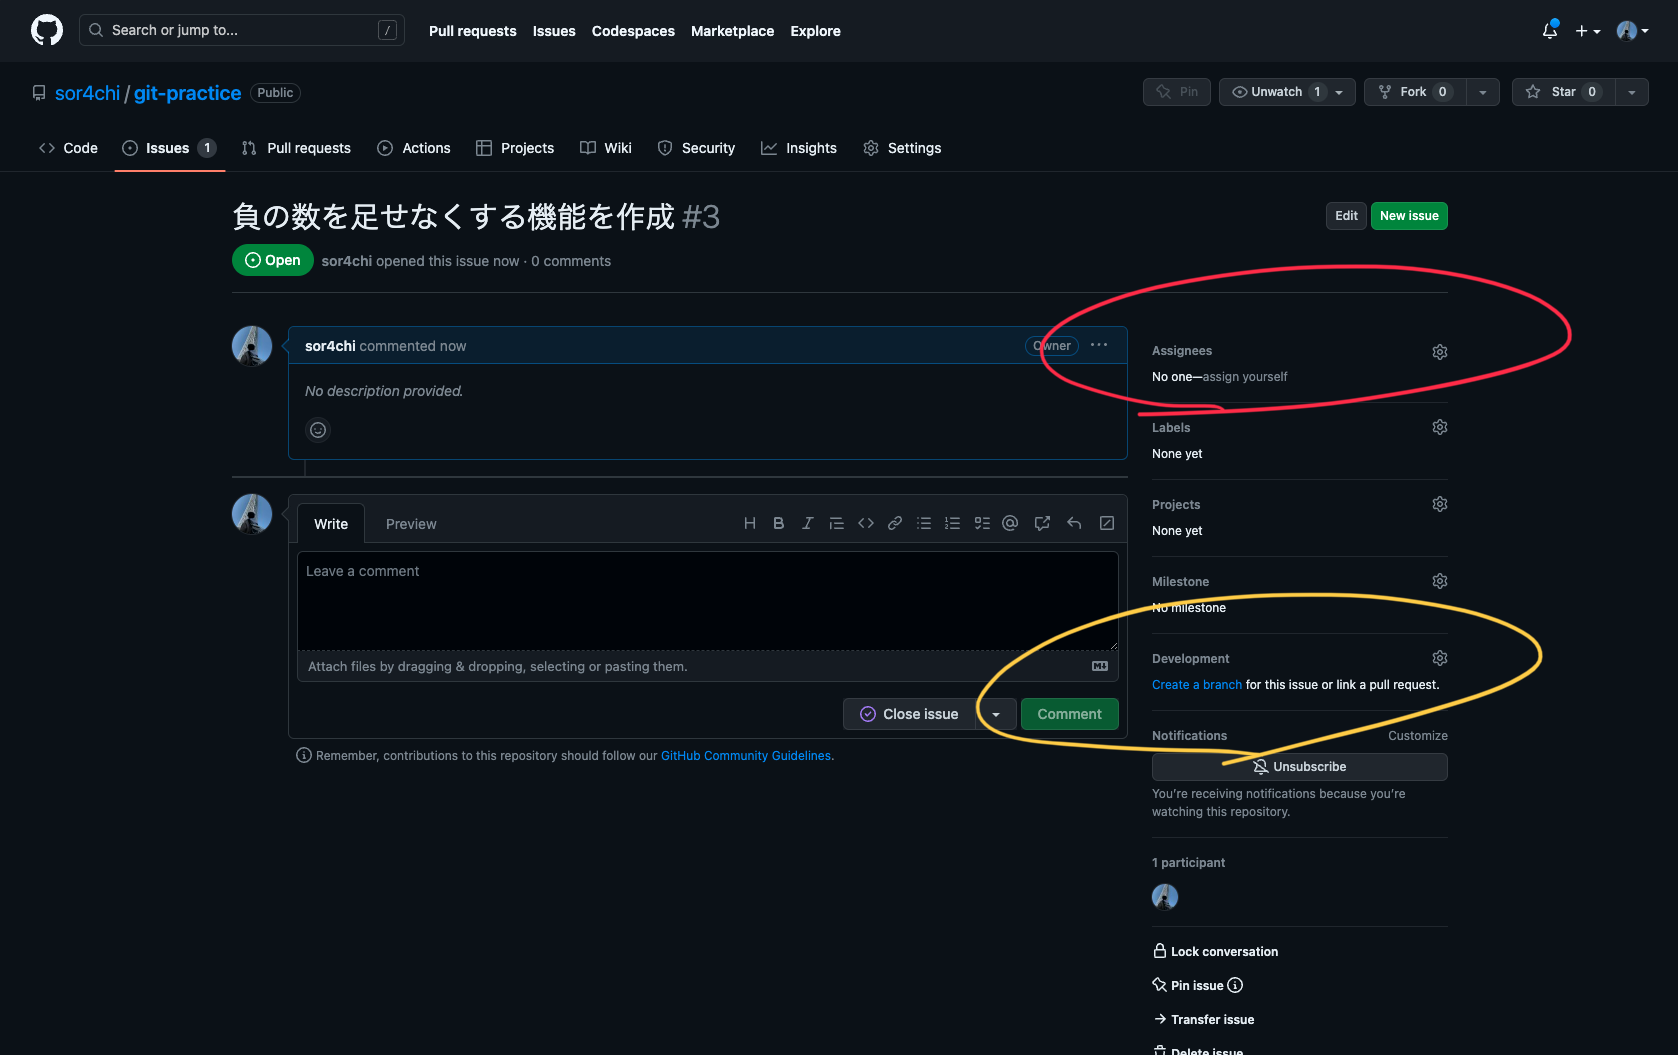 Search or jump to... /
Pull requests Issues Codespaces Marketplace Explore
sor4chi / git-practice Public
Pin Unwatch 1 Fork 0 Star 0
Code Issues 1 Pull requests Actions Projects Wiki Security Insights Settings
負の数を足せなくする機能を作成 #3
Edit New issue
Open sor4chi opened this issue now · 0 comments
sor4chi commented now Owner
No description provided.
Write Preview
Leave a comment
Attach files by dragging & dropping, selecting or pasting them.
Close issue Comment
Remember, contributions to this repository should follow our GitHub Community Guidelines.
Assignees
No one—assign yourself
Labels
None yet
Projects
None yet
Milestone
No milestone
Development
Create a branch for this issue or link a pull request.
Notifications Customize
Unsubscribe
You're receiving notifications because you're
watching this repository.
1 participant
Lock conversation
Pin issue
Transfer issue
Delete issue